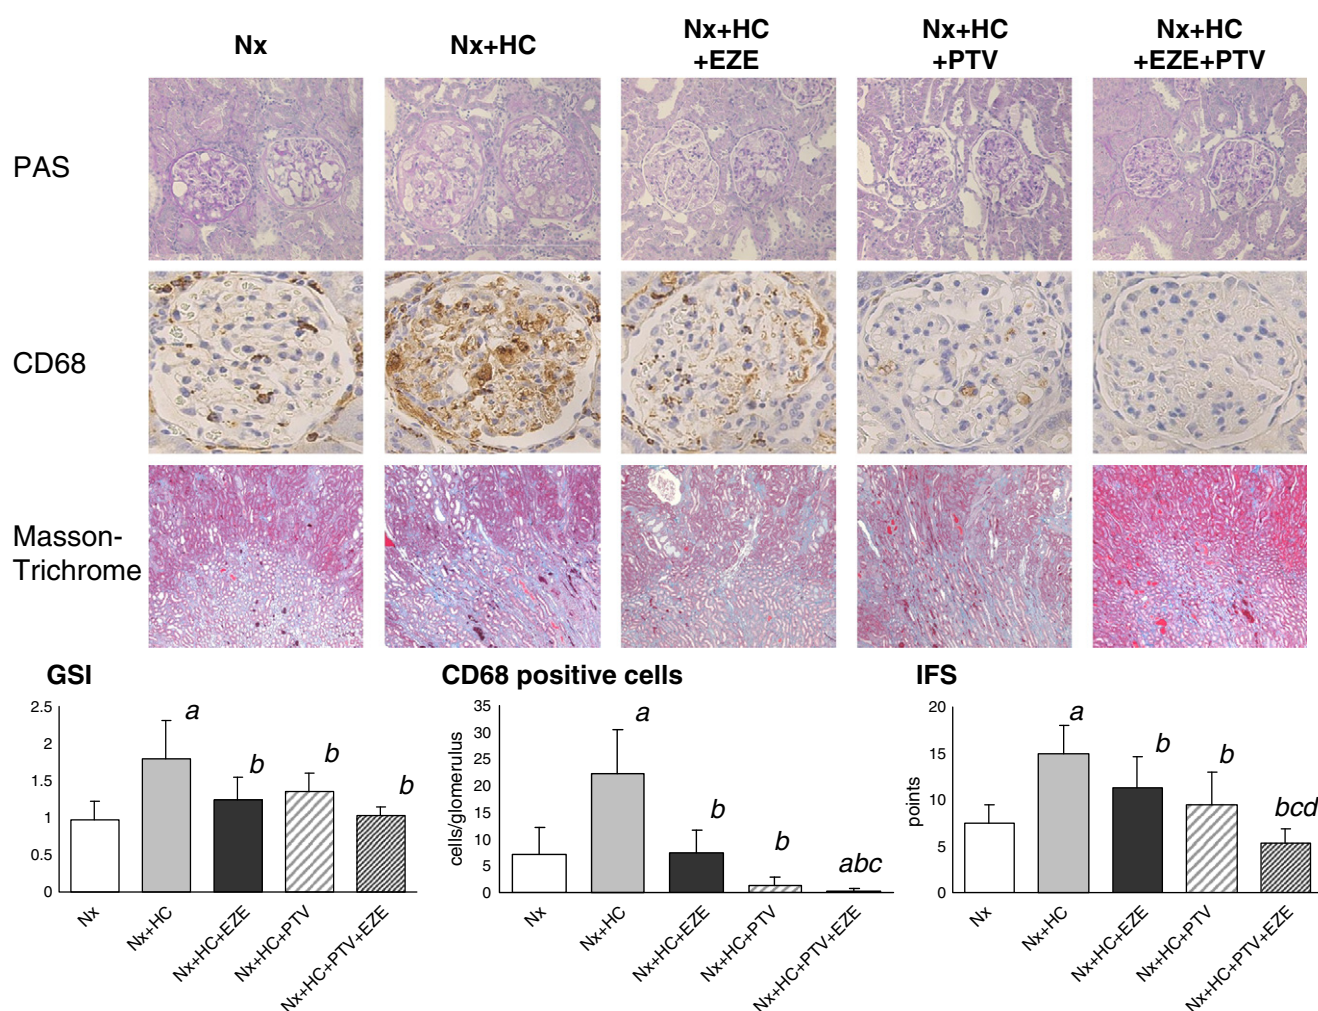 Nx
Nx+HC
Nx+HC
+EZE
Nx+HC
+PTV
Nx+HC
+EZE+PTV
PAS
CD68
Masson-
Trichrome
GSI
2.5
2
1.5
1
0.5
0
a
b
b
b
Nx
Nx+HC
Nx+HC+EZE
Nx+HC+PTV
Nx+HC+PTV+EZE
CD68 positive cells
cells/glomerulus
35
30
25
20
15
10
5
0
a
b
b
abc
Nx
Nx+HC
Nx+HC+EZE
Nx+HC+PTV
Nx+HC+PTV+EZE
IFS
points
20
15
10
5
0
a
b
b
bcd
Nx
Nx+HC
Nx+HC+EZE
Nx+HC+PTV
Nx+HC+PTV+EZE